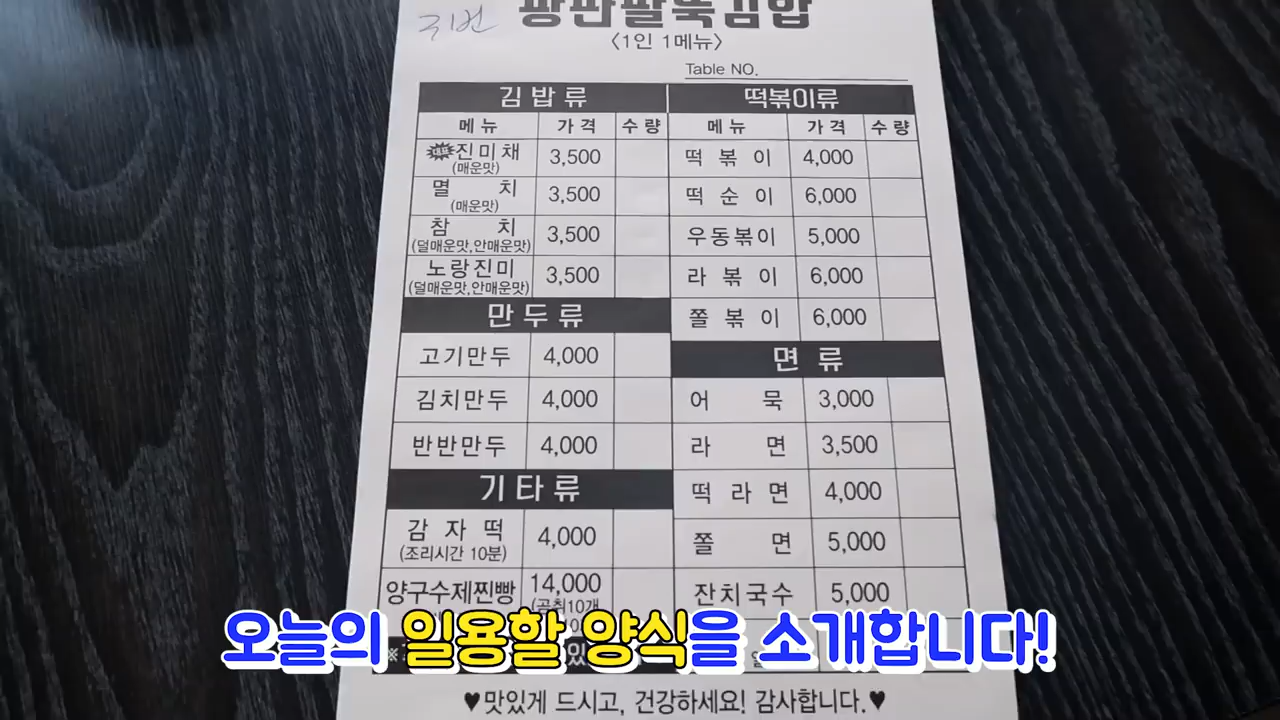 팔뚝김밥
〈1인 1메뉴〉
Table NO.
김밥류
메뉴 가격 수량
진미채 3,500
(매운맛)
멸치 3,500
(매운맛)
참치 3,500
(덜매운맛,안매운맛)
노랑진미 3,500
(덜매운맛,안매운맛)
만두류
고기만두 4,000
김치만두 4,000
반반만두 4,000
기타류
감자떡 4,000
(조리시간 10분)
양구수제찐빵 14,000
(곰취10개
떡볶이류
메뉴 가격 수량
떡볶이 4,000
떡순이 6,000
우동볶이 5,000
라볶이 6,000
쫄볶이 6,000
면류
어묵 3,000
라면 3,500
떡라면 4,000
쫄면 5,000
잔치국수 5,000
오늘의 일용할 양식을 소개합니다!
♥맛있게 드시고, 건강하세요! 감사합니다.♥